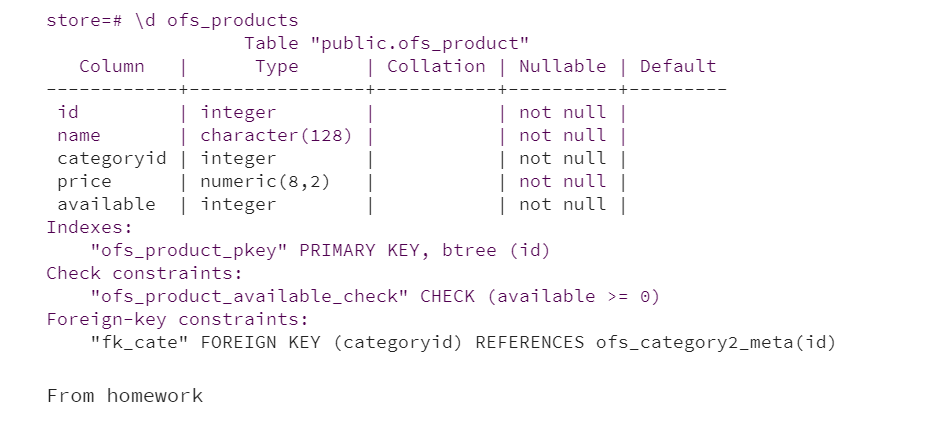 store=# \d ofs_products
                  Table "public.ofs_product"
   Column   |      Type      | Collation | Nullable | Default
------------+----------------+-----------+----------+---------
 id         | integer        |           | not null |
 name       | character(128) |           | not null |
 categoryid | integer        |           | not null |
 price      | numeric(8,2)   |           | not null |
 available  | integer        |           | not null |
Indexes:
    "ofs_product_pkey" PRIMARY KEY, btree (id)
Check constraints:
    "ofs_product_available_check" CHECK (available >= 0)
Foreign-key constraints:
    "fk_cate" FOREIGN KEY (categoryid) REFERENCES ofs_category2_meta(id)
From homework